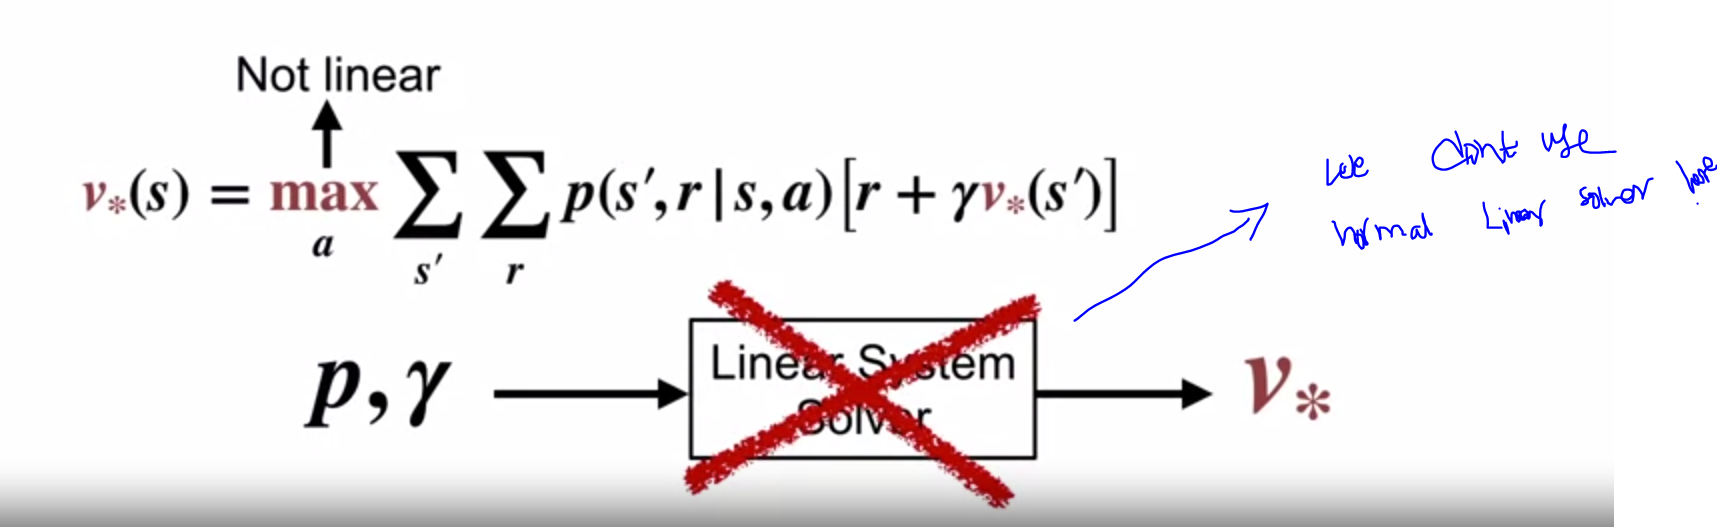 Not linear
v*(s) = max Σ Σ p(s′, r | s, a) [r + γv*(s′)]
a s′ r
we dont use
normal Linear solver here
p, γ
Linear System
Solver
v*